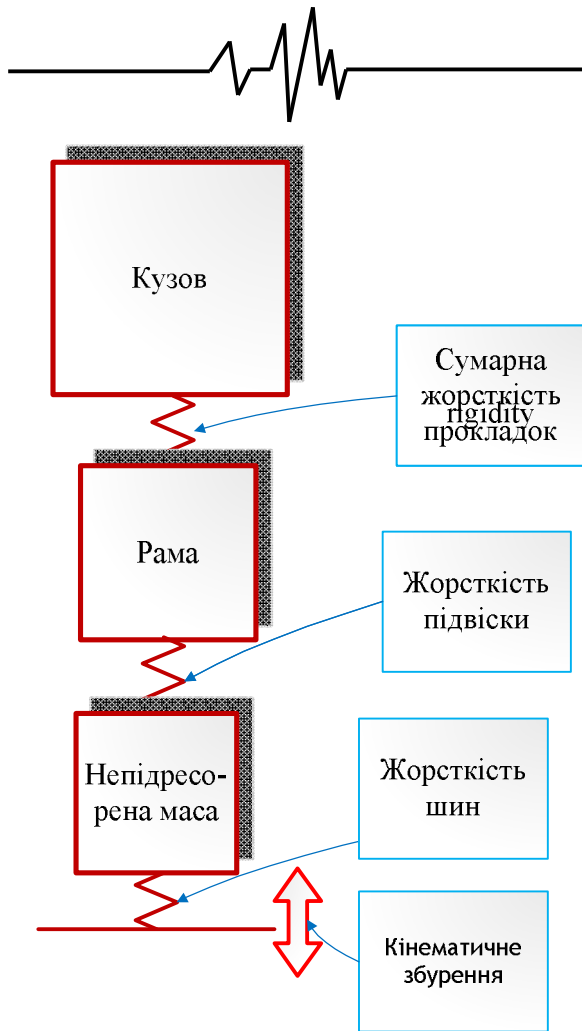 Кузов
Сумарна
жорсткість
rigidity
прокладок
Рама
Жорсткість
підвіски
Непідресо-
рена маса
Жорсткість
шин
Кінематичне
збурення